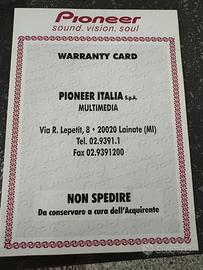 Pioneer
sound. vision. soul
WARRANTY CARD
PIONEER ITALIA S.p.A.
MULTIMEDIA
Via R. Lepetit, 8 • 20020 Lainate (MI)
Tel. 02.9391.1
Fax 02.9391200
NON SPEDIRE
Da conservare a cura dell'Acquirente